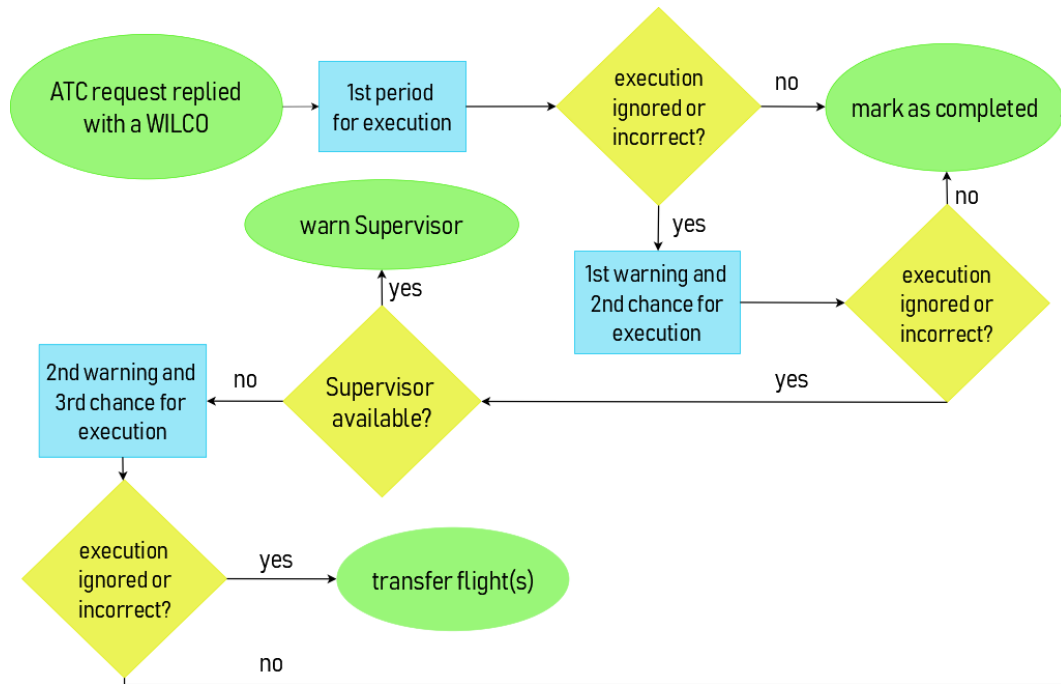 ATC request replied
with a WILCO
1st period
for execution
execution
ignored or
incorrect?
no
mark as completed
yes
no
warn Supervisor
1st warning and
2nd chance for
execution
execution
ignored or
incorrect?
yes
2nd warning and
3rd chance for
execution
no
Supervisor
available?
yes
execution
ignored or
incorrect?
yes
transfer flight(s)
no